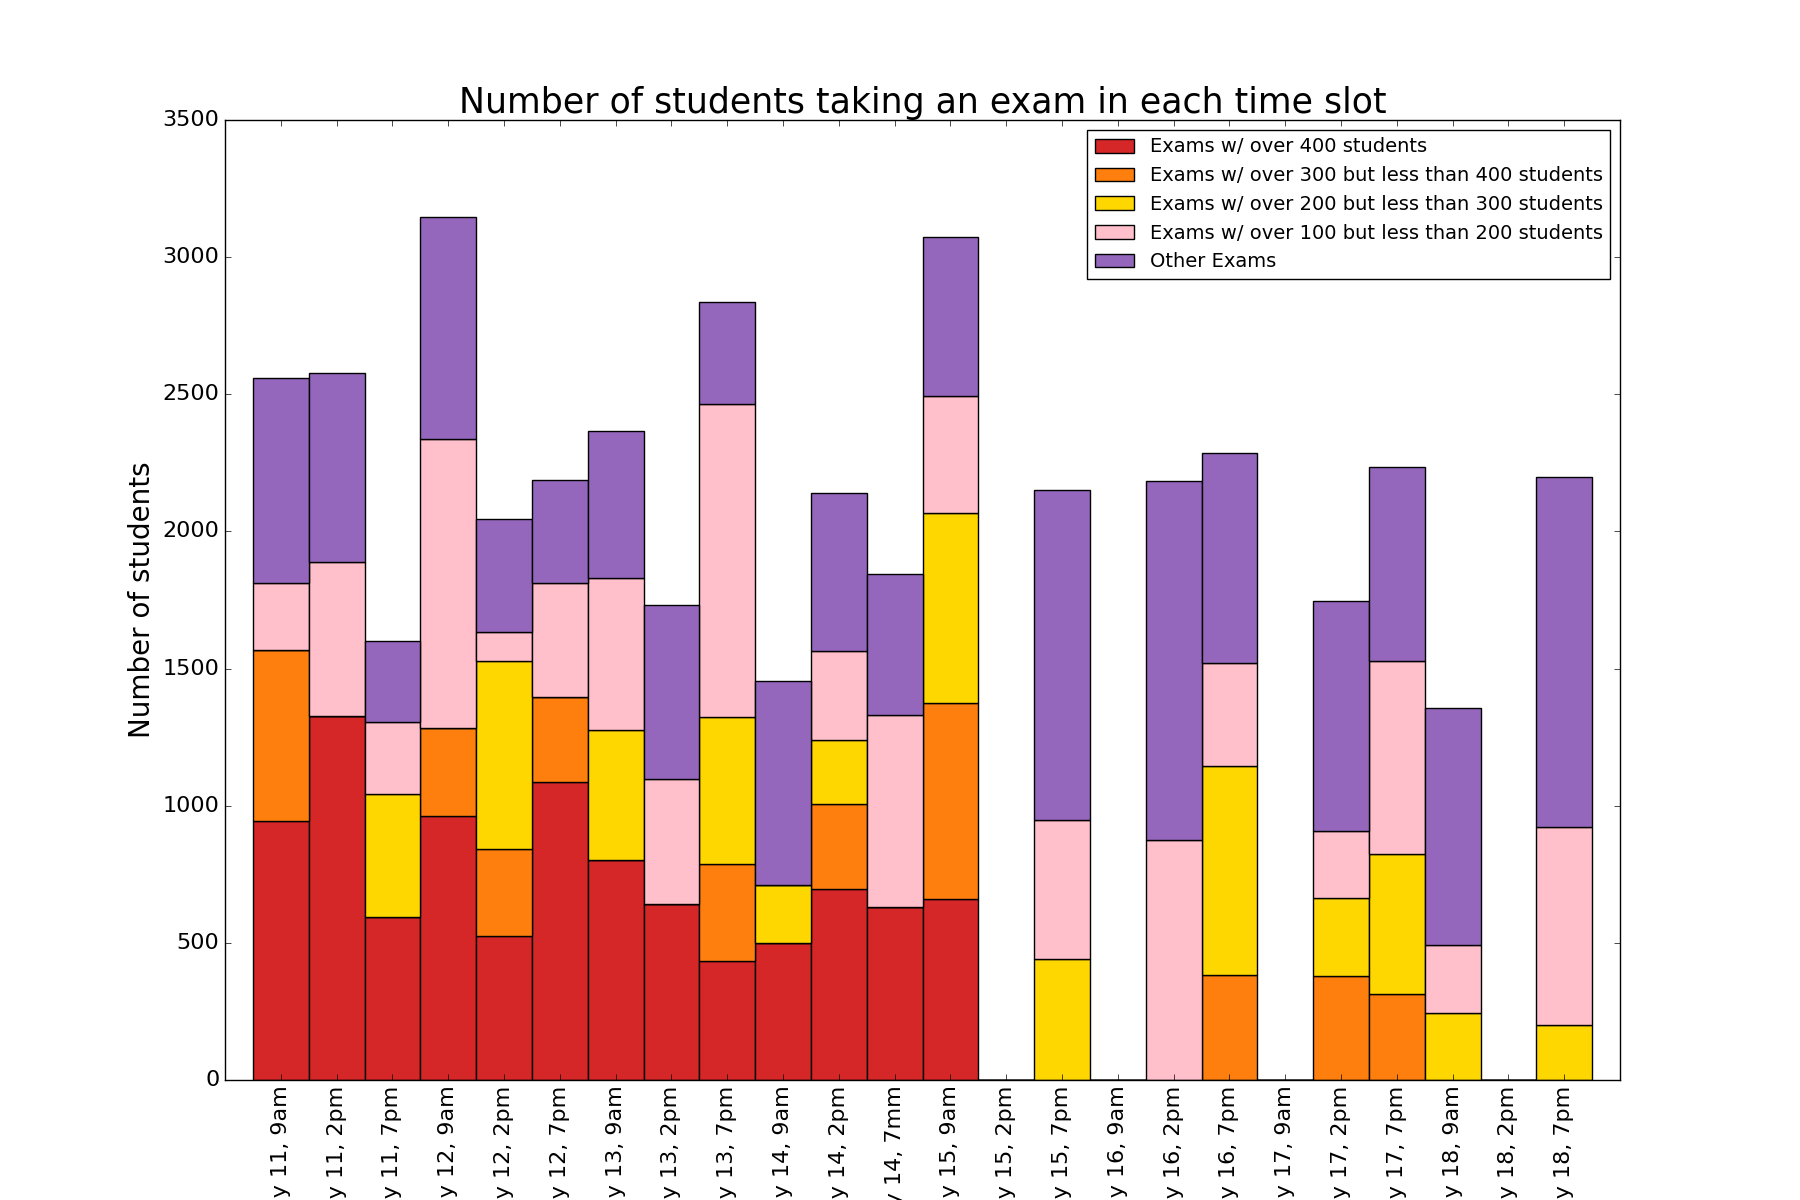 Number of students taking an exam in each time slot
Exams w/ over 400 students
Exams w/ over 300 but less than 400 students
Exams w/ over 200 but less than 300 students
Exams w/ over 100 but less than 200 students
Other Exams
3500
3000
2500
2000
1500
1000
500
0
Number of students
y 11, 9am
y 11, 2pm
y 11, 7pm
y 12, 9am
y 12, 2pm
y 12, 7pm
y 13, 9am
y 13, 2pm
y 13, 7pm
y 14, 9am
y 14, 2pm
y 14, 7mm
y 15, 9am
y 15, 2pm
y 15, 7pm
y 16, 9am
y 16, 2pm
y 16, 7pm
y 17, 9am
y 17, 2pm
y 17, 7pm
y 18, 9am
y 18, 2pm
y 18, 7pm